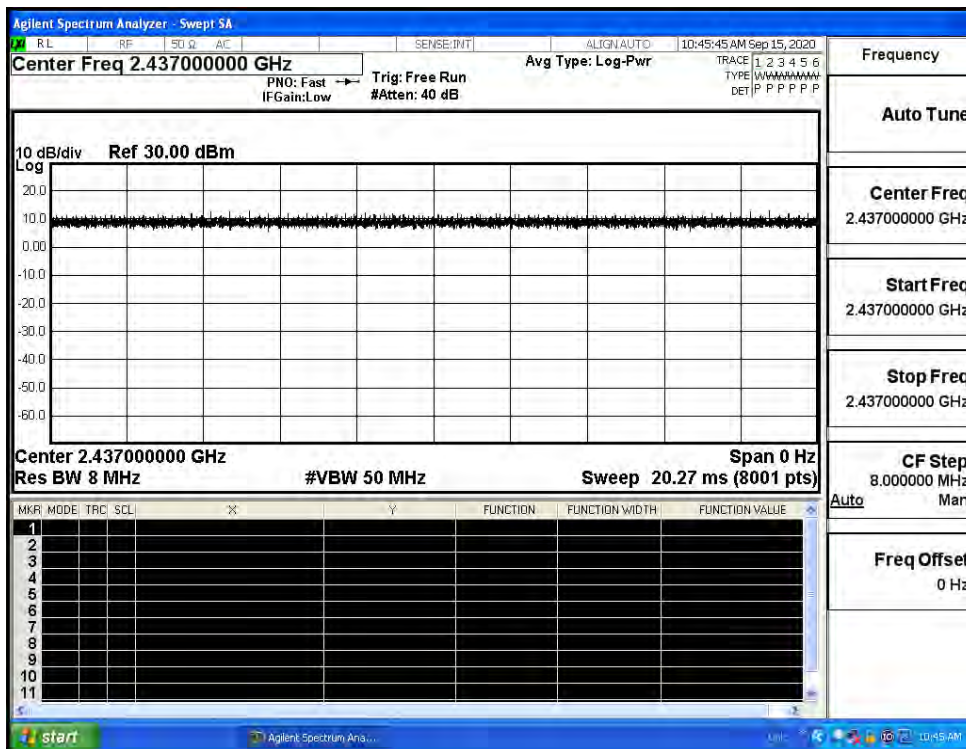 Agilent Spectrum Analyzer - Swept SA
LXI RL RF 50 Ω AC SENSE:INT ALIGN AUTO 10:45:45 AM Sep 15, 2020
Center Freq 2.437000000 GHz
Avg Type: Log-Pwr
TRACE 1 2 3 4 5 6
TYPE WWWWWW
DET P P P P P P
PNO: Fast
IFGain:Low
Trig: Free Run
#Atten: 40 dB
10 dB/div Ref 30.00 dBm
Log
20.0
10.0
0.00
-10.0
-20.0
-30.0
-40.0
-50.0
-60.0
Center 2.437000000 GHz Span 0 Hz
Res BW 8 MHz #VBW 50 MHz Sweep 20.27 ms (8001 pts)
MKR MODE TRC SCL X Y FUNCTION FUNCTION WIDTH FUNCTION VALUE
1
2
3
4
5
6
7
8
9
10
11
Frequency
Auto Tune
Center Freq
2.437000000 GHz
Start Freq
2.437000000 GHz
Stop Freq
2.437000000 GHz
CF Step
8.000000 MHz
Auto Man
Freq Offset
0 Hz
start Agilent Spectrum Ana... 10:45 AM